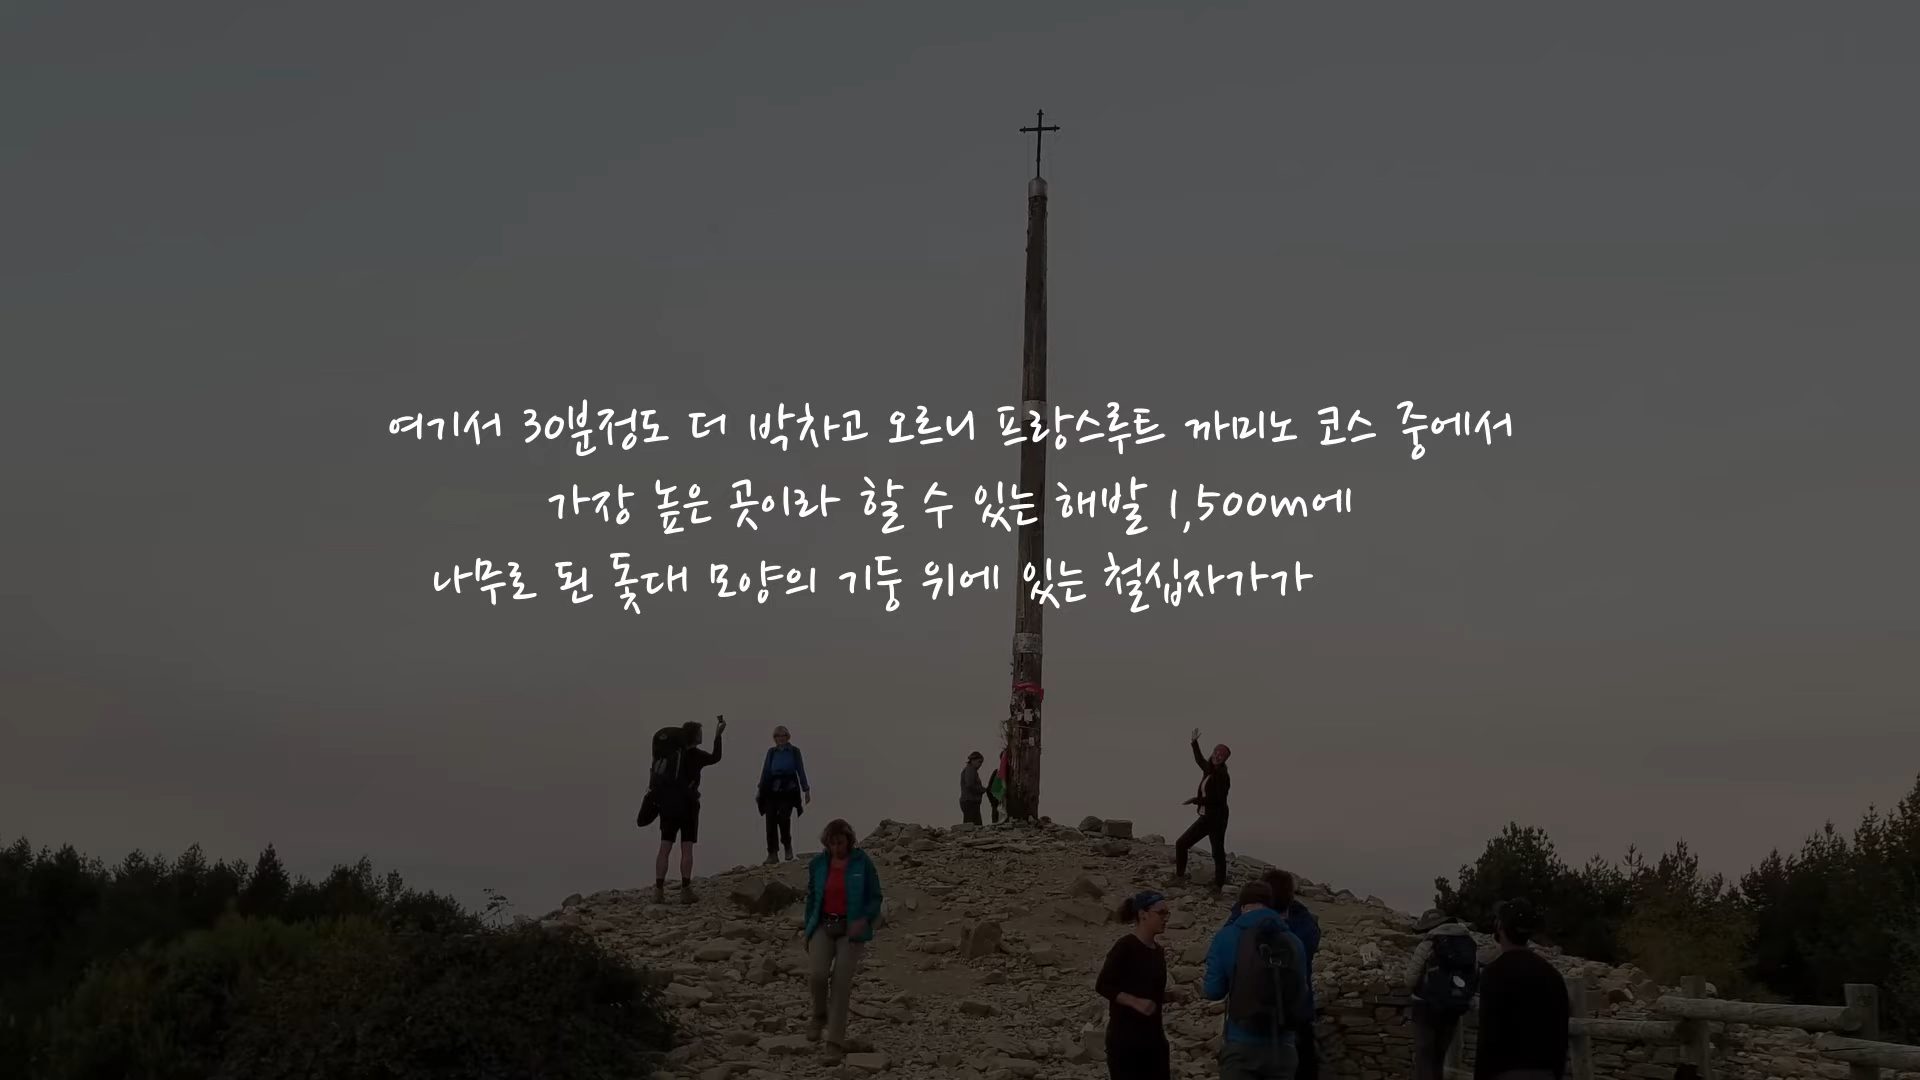 여기서 30분정도 더 박차고 오르니 프랑스루트 까미노 코스 중에서
가장 높은 곳이라 할 수 있는 해발 1,500m에
나무로 된 돛대 모양의 기둥 위에 있는 철십자가가